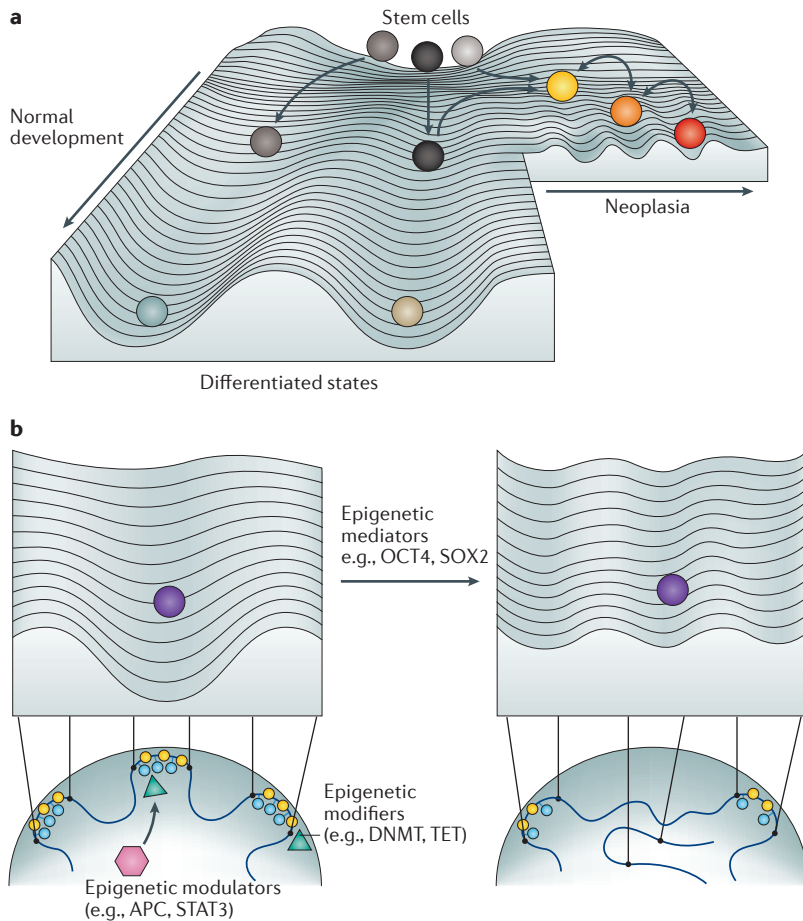 a
Stem cells
Normal
development
Neoplasia
Differentiated states
b
Epigenetic
mediators
e.g., OCT4, SOX2
Epigenetic
modifiers
(e.g., DNMT, TET)
Epigenetic modulators
(e.g., APC, STAT3)